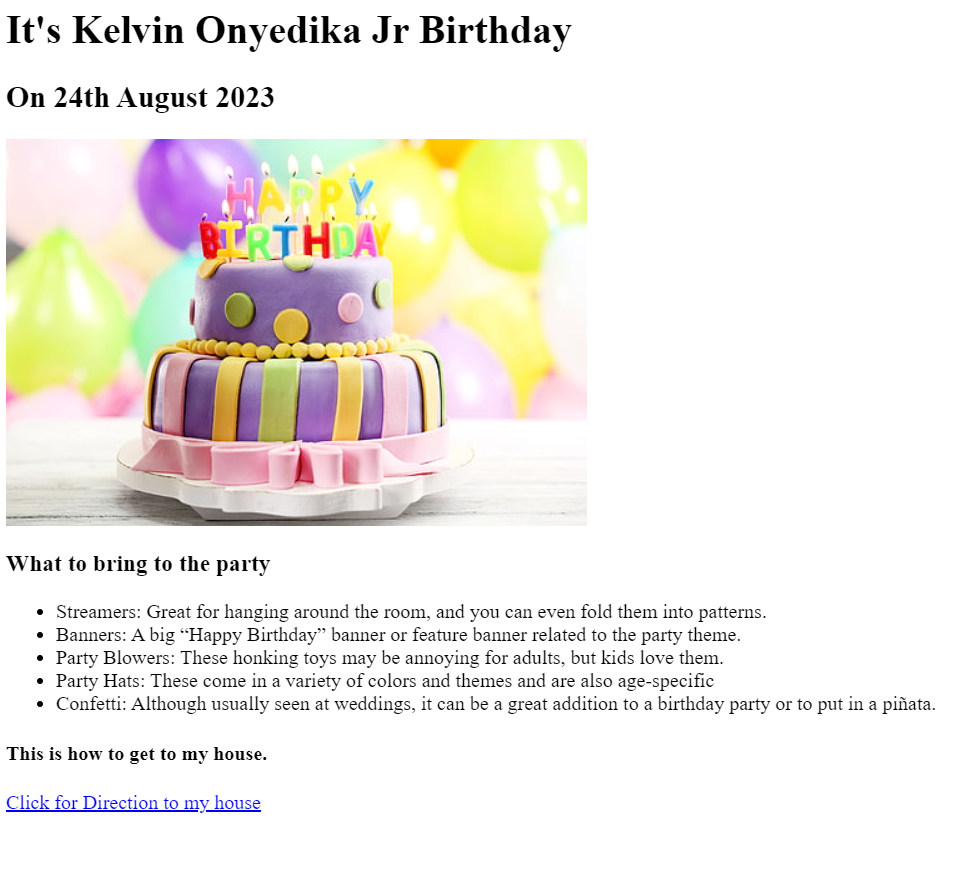 It's Kelvin Onyedika Jr Birthday
On 24th August 2023
HAPPY
BIRTHDAY
What to bring to the party
• Streamers: Great for hanging around the room, and you can even fold them into patterns.
• Banners: A big “Happy Birthday” banner or feature banner related to the party theme.
• Party Blowers: These honking toys may be annoying for adults, but kids love them.
• Party Hats: These come in a variety of colors and themes and are also age-specific
• Confetti: Although usually seen at weddings, it can be a great addition to a birthday party or to put in a piñata.
This is how to get to my house.
Click for Direction to my house